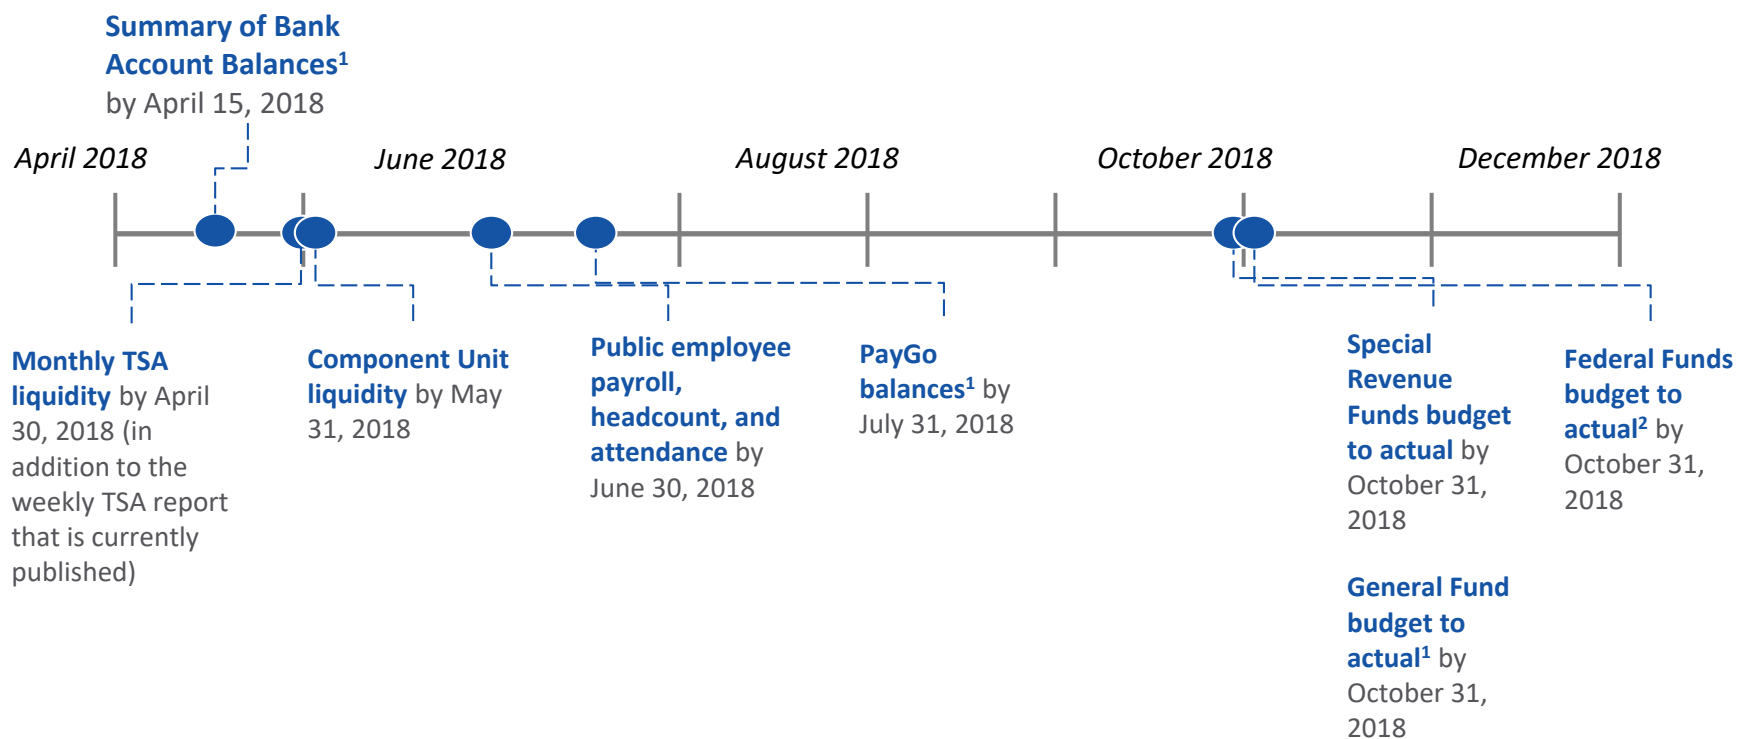 Summary of Bank
Account Balances¹
by April 15, 2018
April 2018
June 2018
August 2018
October 2018
December 2018
Monthly TSA
liquidity by April
30, 2018 (in
addition to the
weekly TSA report
that is currently
published)
Component Unit
liquidity by May
31, 2018
Public employee
payroll,
headcount, and
attendance by
June 30, 2018
PayGo
balances¹ by
July 31, 2018
Special
Revenue
Funds budget
to actual by
October 31,
2018
General Fund
budget to
actual¹ by
October 31,
2018
Federal Funds
budget to
actual² by
October 31,
2018